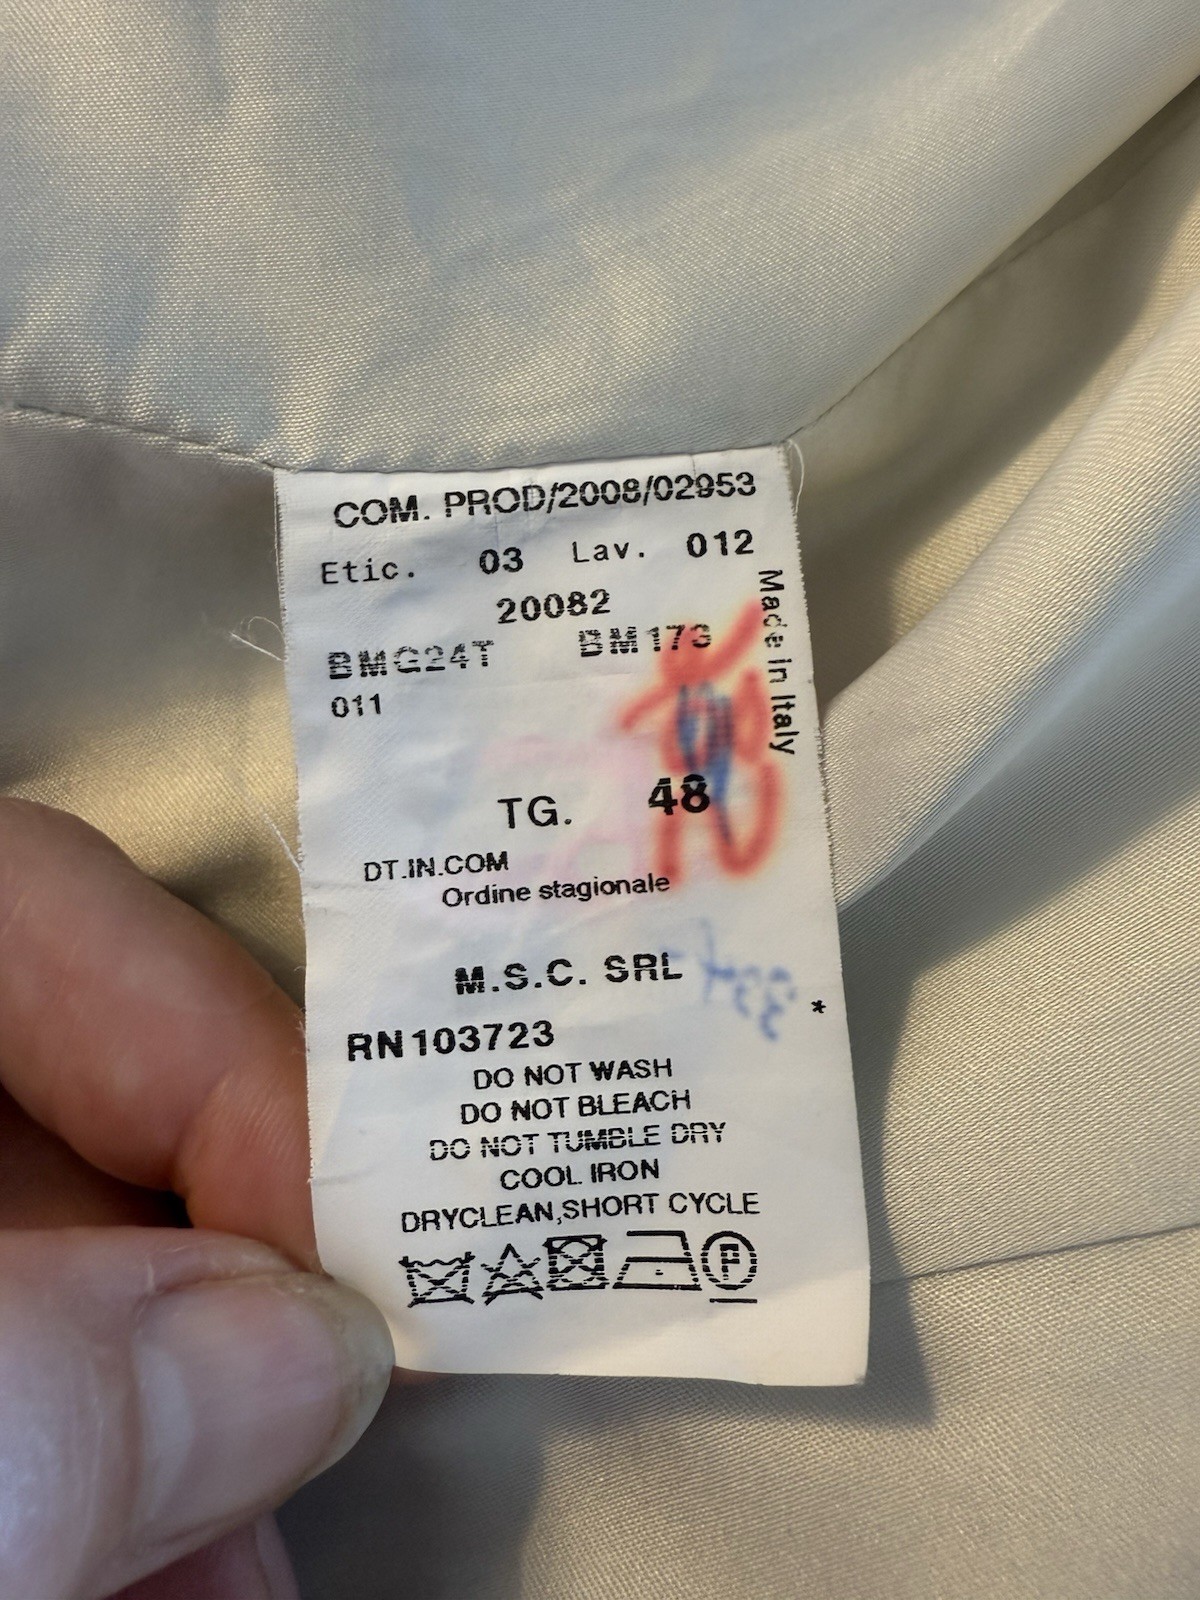 COM. PROD/2008/02953
Etic. 03 Lav. 012
20082
BMG24T BM173
011
Made in Italy
TG. 48
DT.IN.COM
Ordine stagionale
M.S.C. SRL
*
RN103723
DO NOT WASH
DO NOT BLEACH
DO NOT TUMBLE DRY
COOL IRON
DRYCLEAN,SHORT CYCLE
P